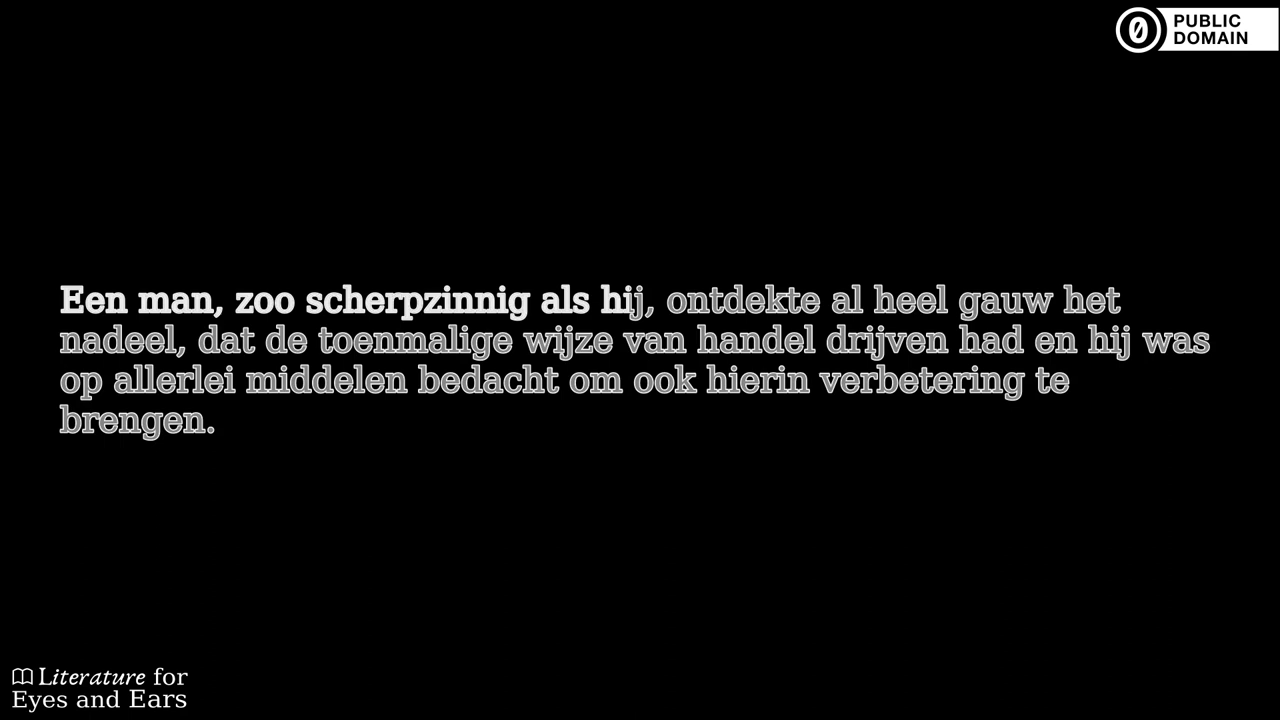 PUBLIC
DOMAIN
Een man, zoo scherpzinnig als hij, ontdekte al heel gauw het
nadeel, dat de toenmalige wijze van handel drijven had en hij was
op allerlei middelen bedacht om ook hierin verbetering te
brengen.
Literature for
Eyes and Ears